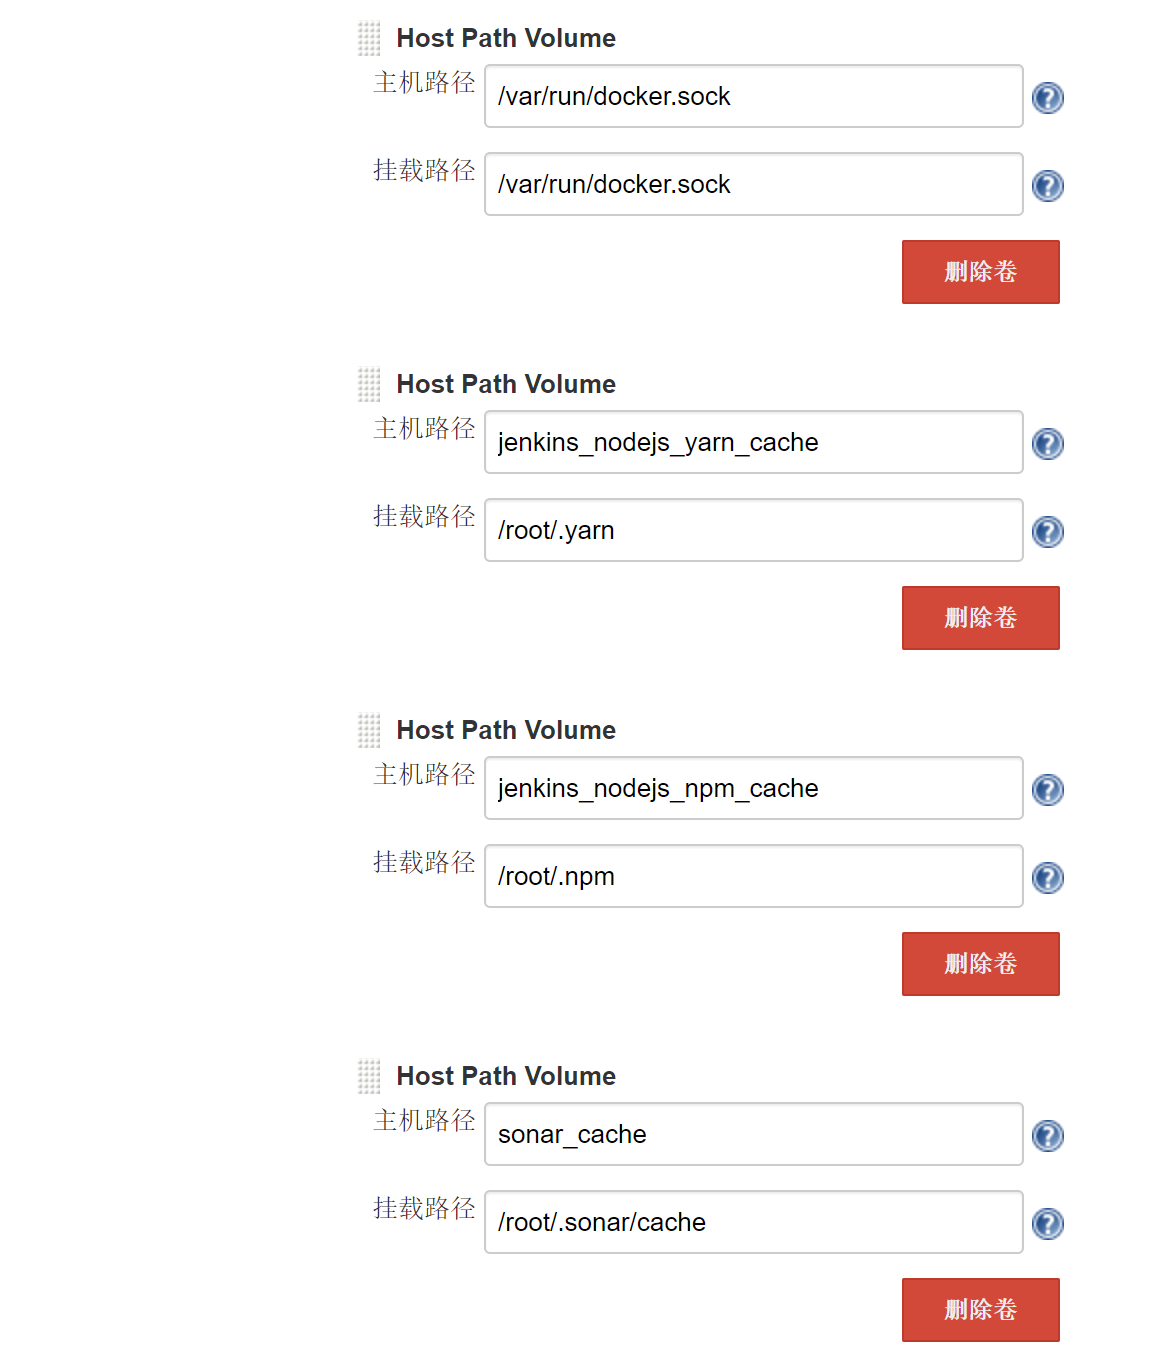 Host Path Volume
主机路径 /var/run/docker.sock
挂载路径 /var/run/docker.sock
删除卷
Host Path Volume
主机路径 jenkins_nodejs_yarn_cache
挂载路径 /root/.yarn
删除卷
Host Path Volume
主机路径 jenkins_nodejs_npm_cache
挂载路径 /root/.npm
删除卷
Host Path Volume
主机路径 sonar_cache
挂载路径 /root/.sonar/cache
删除卷